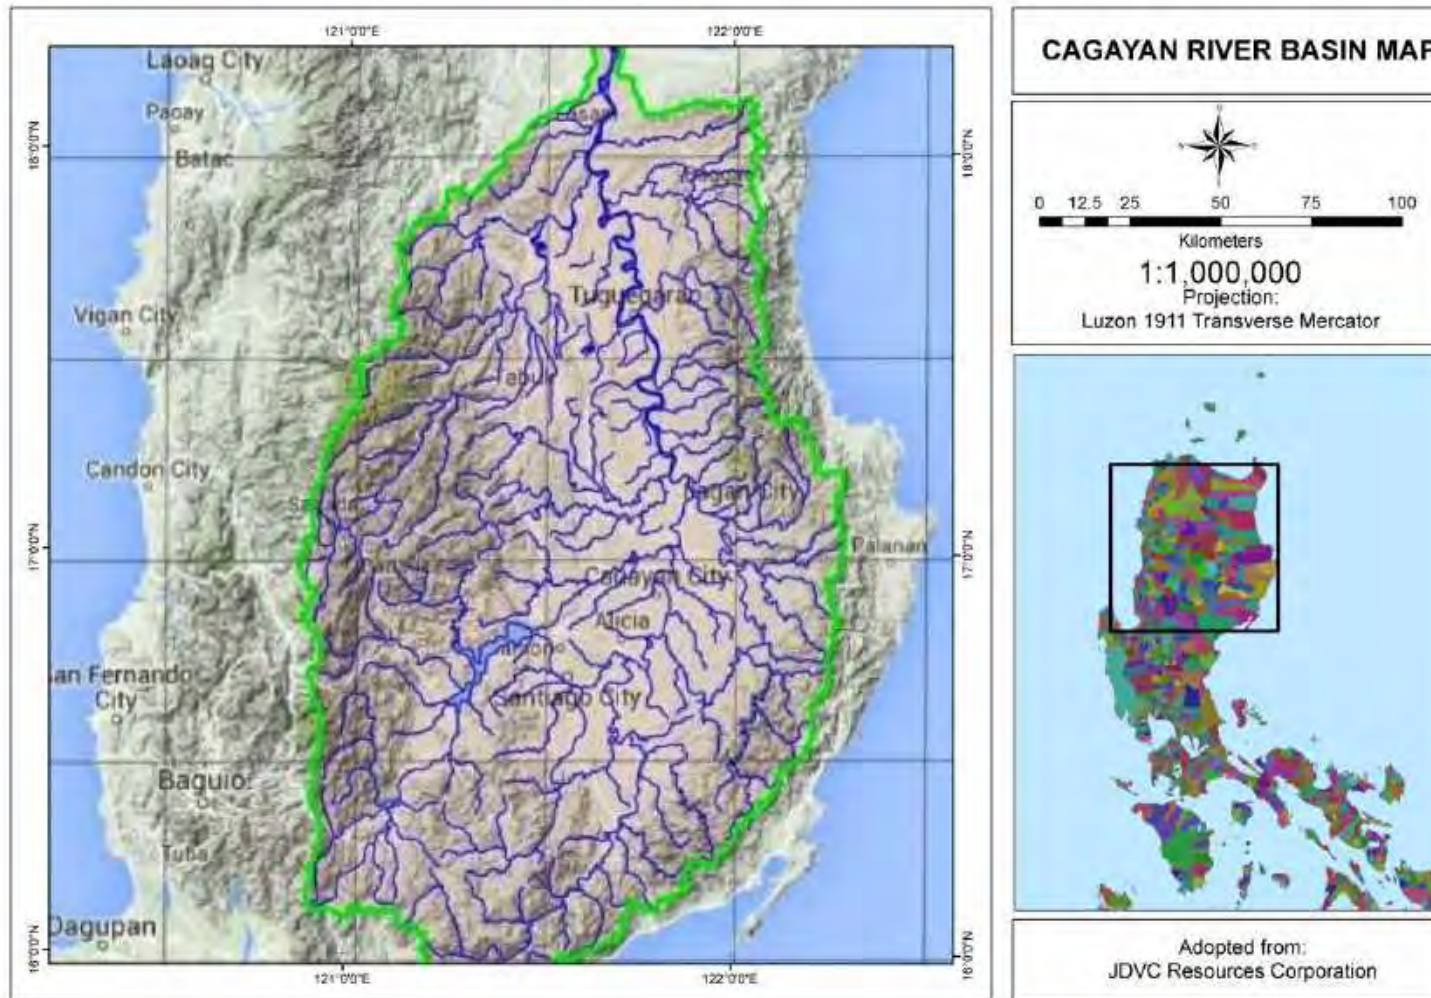 121°0'0"E
122°0'0"E
CAGAYAN RIVER BASIN MAP
Laoag City
Paoay
Batac
18°0'0"N
18°0'0"N
0 12.5 25 50 75 100
Kilometers
1:1,000,000
Projection:
Luzon 1911 Transverse Mercator
Tuguegarao
Vigan City
Tabuk
Candon City
17°0'0"N
17°0'0"N
Palanan
Cauayan City
Alicia
San Fernando
City
Santiago City
Baguio
Tuba
Dagupan
16°0'0"N
16°0'0"N
121°0'0"E
122°0'0"E
Adopted from:
JDVC Resources Corporation